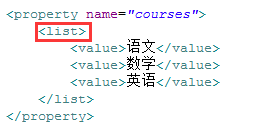 <property name="courses">
<list>
<value>语文</value>
<value>数学</value>
<value>英语</value>
</list>
</property>